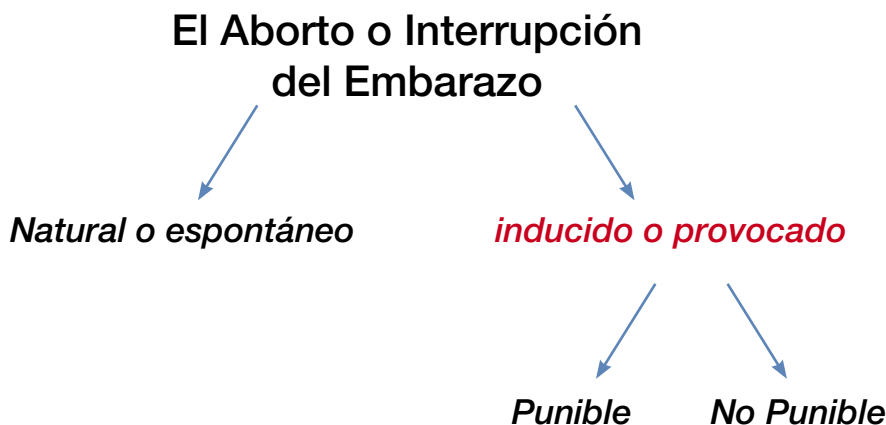 El Aborto o Interrupción
del Embarazo
Natural o espontáneo
inducido o provocado
Punible
No Punible